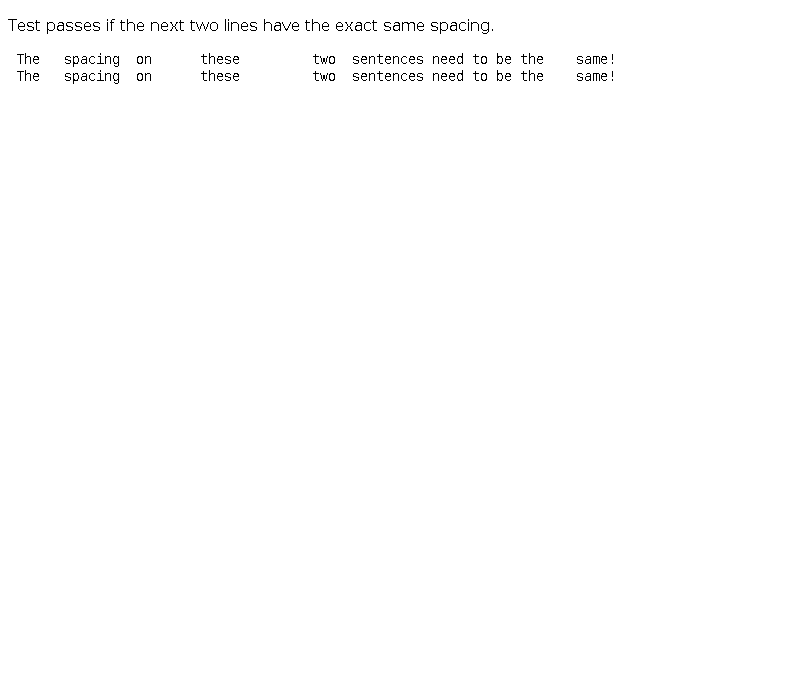 Test passes if the next two lines have the exact same spacing.
 The   spacing  on      these         two  sentences need to be the    same!
 The   spacing  on      these         two  sentences need to be the    same!